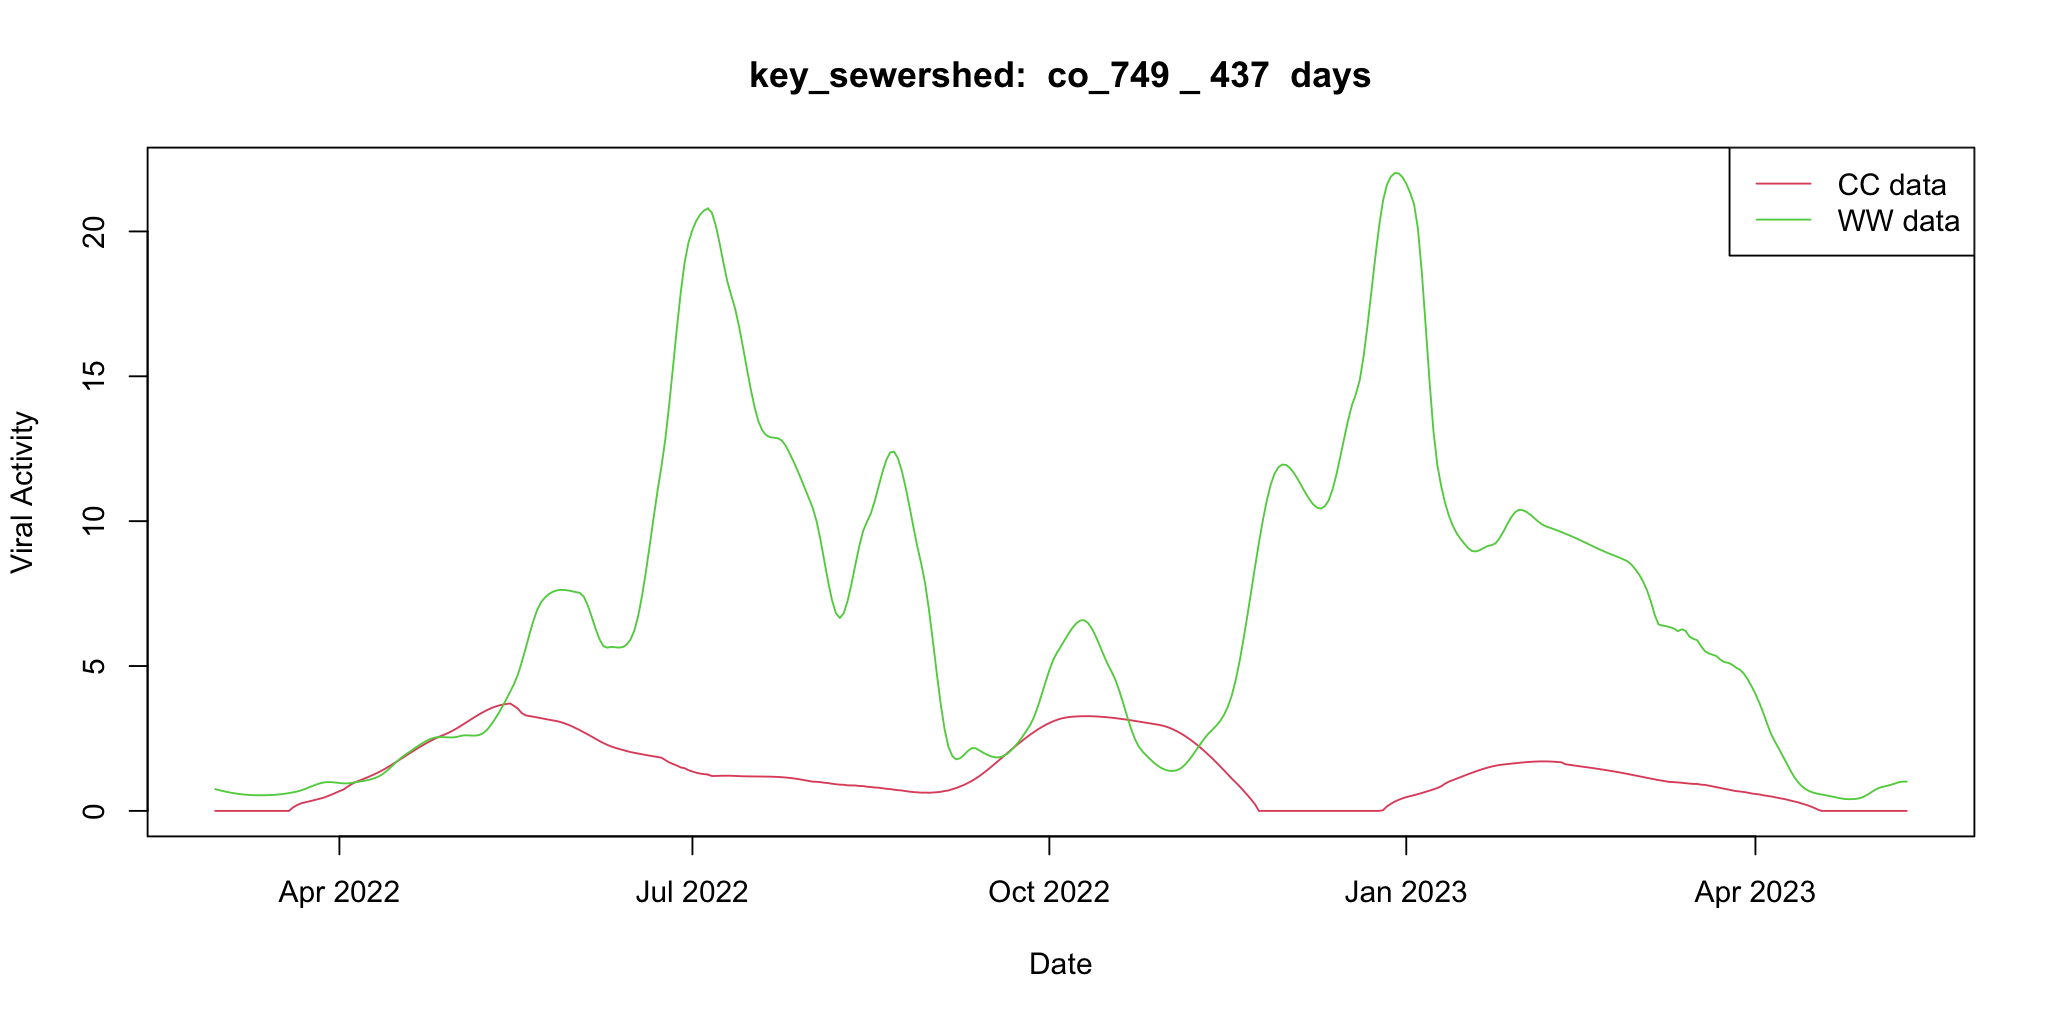 key_sewershed: co_749 _ 437 days
CC data
WW data
Viral Activity
20
15
10
5
0
Apr 2022
Jul 2022
Oct 2022
Jan 2023
Apr 2023
Date